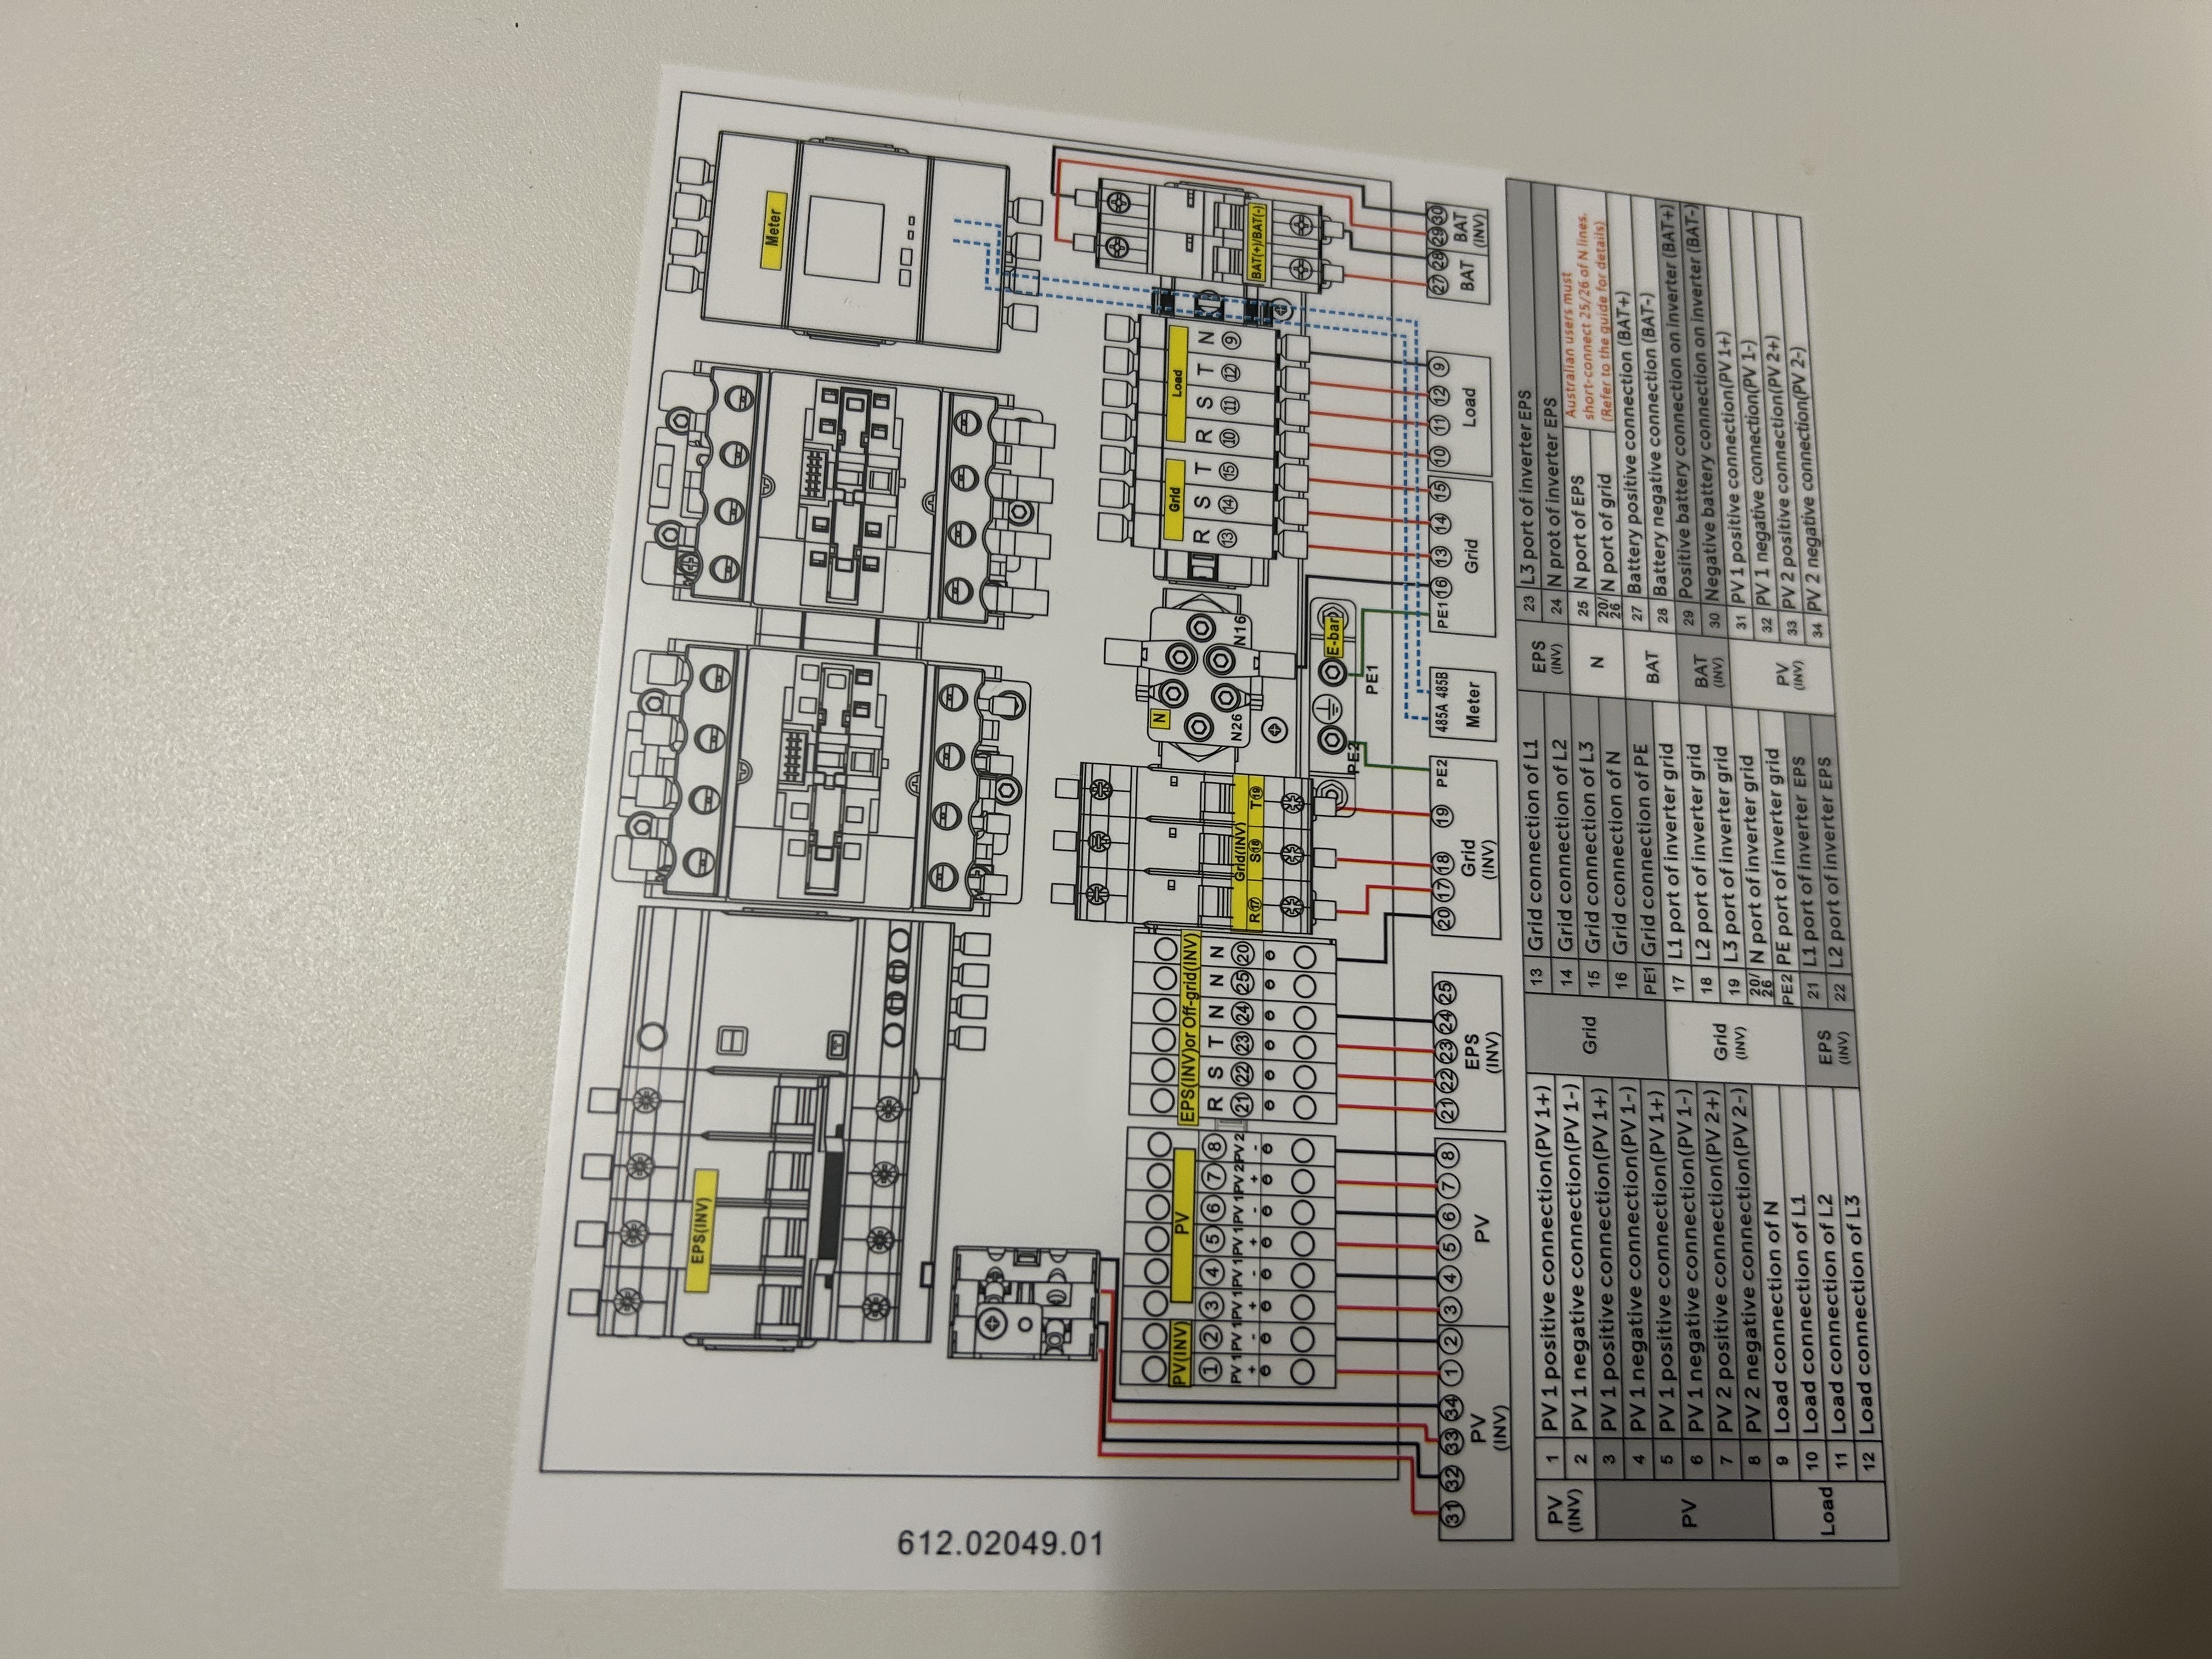 612.02049.01
EPS(INV)
Meter
PV(INV) PV
1 2 3 4 5 6 7 8
PV 1 PV 1 PV 1 PV 1 PV 1 PV 1 PV 2 PV 2
+ - + - + - + -
EPS(INV)or Off-grid(INV)
R S T N N N
21 22 23 24 25 20
Grid(INV)
R17 S18 T19
N
N26 N16
E-bar
PE2
PE1
Grid Load
R S T R S T N
13 14 15 10 11 12 9
BAT(+)/BAT(-)
31 32 33 34 1 2
PV
(INV)
3 4 5 6 7 8
PV
21 22 23 24 25
EPS
(INV)
20 17 18 19 PE2
Grid
(INV)
485A 485B
Meter
PE1 16 13 14 15
Grid
10 11 12 9
Load
27 28
BAT
29 30
BAT
(INV)
PV
(INV)
1 PV 1 positive connection(PV 1+)
2 PV 1 negative connection(PV 1-)
PV
3 PV 1 positive connection(PV 1+)
4 PV 1 negative connection(PV 1-)
5 PV 1 positive connection(PV 1+)
6 PV 1 negative connection(PV 1-)
7 PV 2 positive connection(PV 2+)
8 PV 2 negative connection(PV 2-)
Load
9 Load connection of N
10 Load connection of L1
11 Load connection of L2
12 Load connection of L3
Grid
13 Grid connection of L1
14 Grid connection of L2
15 Grid connection of L3
16 Grid connection of N
PE1 Grid connection of PE
Grid
(INV)
17 L1 port of inverter grid
18 L2 port of inverter grid
19 L3 port of inverter grid
20/26 N port of inverter grid
PE2 PE port of inverter grid
EPS
(INV)
21 L1 port of inverter EPS
22 L2 port of inverter EPS
EPS
(INV)
23 L3 port of inverter EPS
24 N prot of inverter EPS
N
25 N port of EPS
20/26 N port of grid
Australian users must
short-connect 25/26 of N lines.
(Refer to the guide for details)
BAT
27 Battery positive connection (BAT+)
28 Battery negative connection (BAT-)
BAT
(INV)
29 Positive battery connection on inverter (BAT+)
30 Negative battery connection on inverter (BAT-)
PV
(INV)
31 PV 1 positive connection(PV 1+)
32 PV 1 negative connection(PV 1-)
33 PV 2 positive connection(PV 2+)
34 PV 2 negative connection(PV 2-)